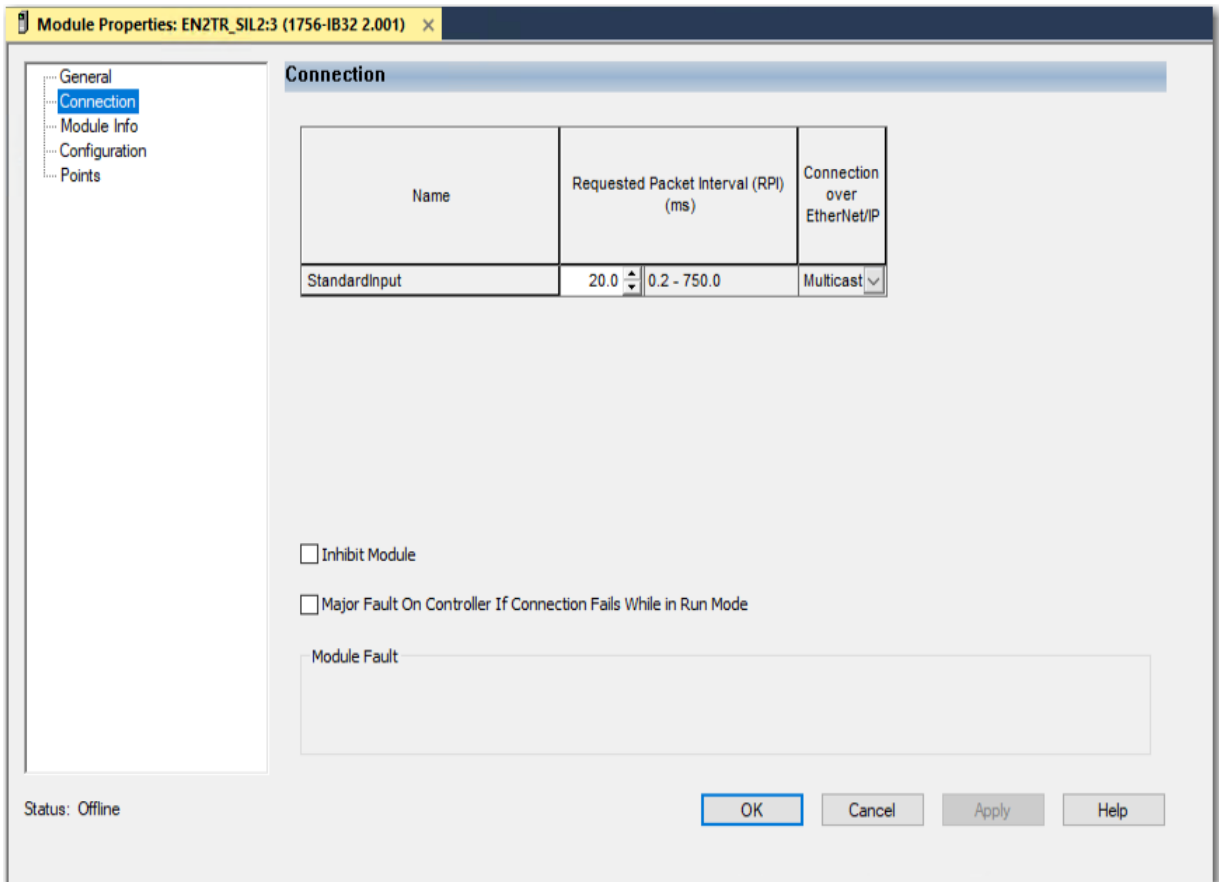 Module Properties: EN2TR_SIL2:3 (1756-IB32 2.001) ×
General
Connection
Module Info
Configuration
Points
Connection
Name
Requested Packet Interval (RPI)
(ms)
Connection
over
EtherNet/IP
StandardInput
20.0
0.2 - 750.0
Multicast
Inhibit Module
Major Fault On Controller If Connection Fails While in Run Mode
Module Fault
Status: Offline
OK
Cancel
Apply
Help